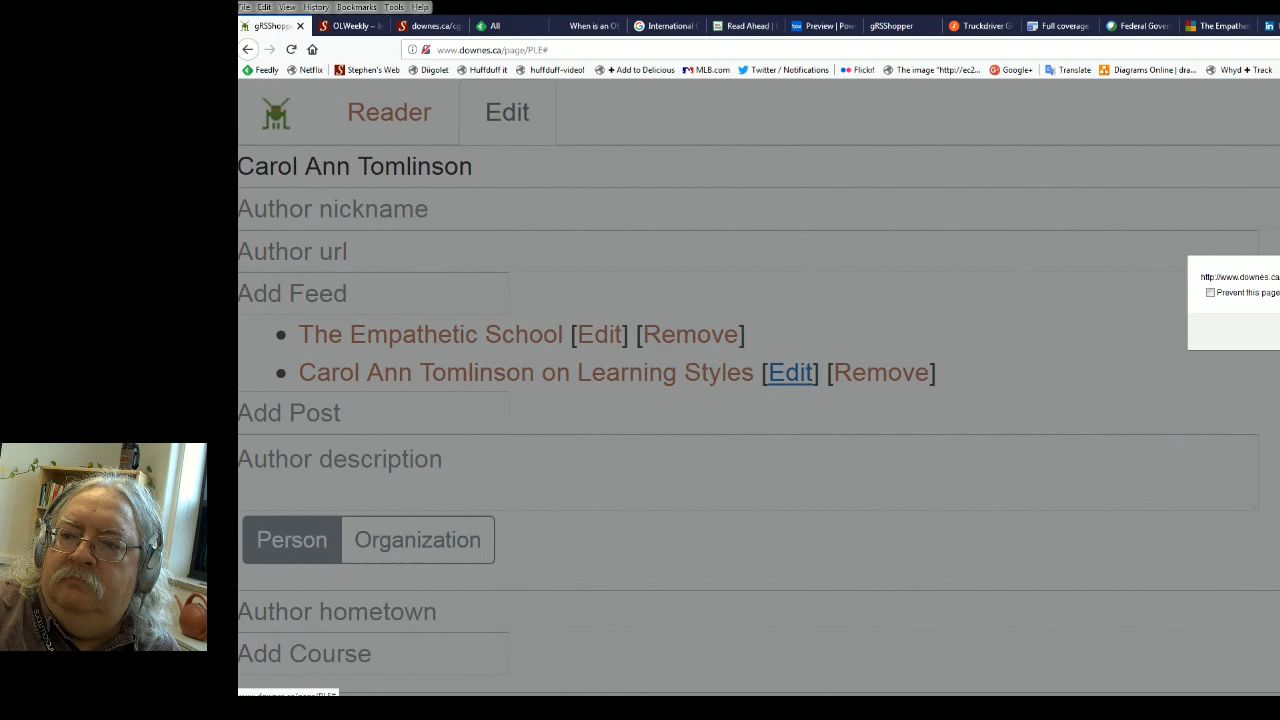 File Edit View History Bookmarks Tools Help
gRSShopp × OLWeekly ~ b downes.ca/cg All When is an Ol International Read Ahead | Preview | Pow gRSShopper Truckdriver Full coverage Federal Gover The Empathet
www.downes.ca/page/PLE#
Feedly Netflix Stephen's Web Diigolet Huffduff it huffduff-video! + Add to Delicious MLB.com Twitter / Notifications Flickr! The image "http://ec2... Google+ Translate Diagrams Online | dra... Whyd + Track
Reader Edit
Carol Ann Tomlinson
Author nickname
Author url
http://www.downes.ca
Add Feed
Prevent this page
The Empathetic School [Edit] [Remove]
Carol Ann Tomlinson on Learning Styles [Edit] [Remove]
Add Post
Author description
Person Organization
Author hometown
Add Course